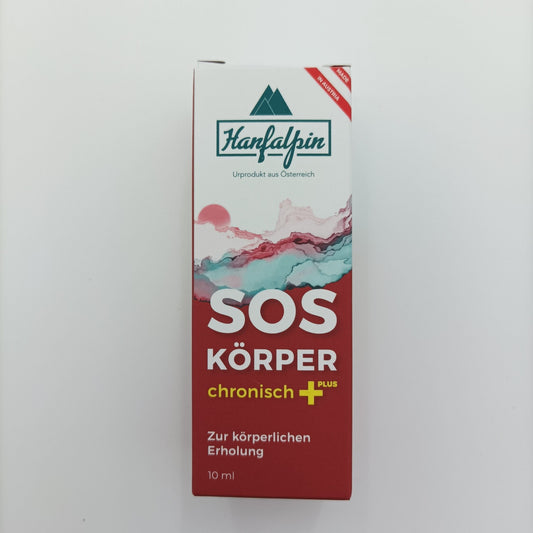 MADE
IN AUSTRIA
Hanfalpin
Urprodukt aus Österreich
SOS
KÖRPER
chronisch +PLUS
Zur körperlichen
Erholung
10 ml